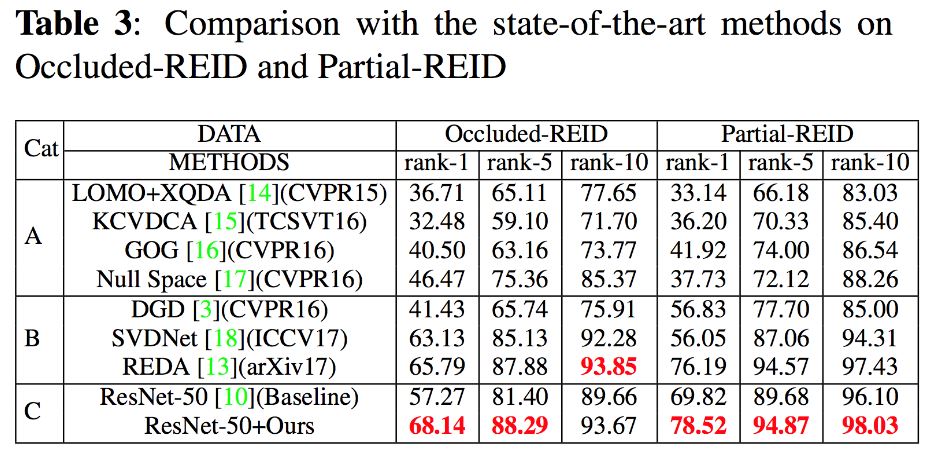 Table 3: Comparison with the state-of-the-art methods on
Occluded-REID and Partial-REID
Cat DATA Occluded-REID Partial-REID
METHODS rank-1 rank-5 rank-10 rank-1 rank-5 rank-10
A
LOMO+XQDA [14](CVPR15) 36.71 65.11 77.65 33.14 66.18 83.03
KCVDCA [15](TCSVT16) 32.48 59.10 71.70 36.20 70.33 85.40
GOG [16](CVPR16) 40.50 63.16 73.77 41.92 74.00 86.54
Null Space [17](CVPR16) 46.47 75.36 85.37 37.73 72.12 88.26
B
DGD [3](CVPR16) 41.43 65.74 75.91 56.83 77.70 85.00
SVDNet [18](ICCV17) 63.13 85.13 92.28 56.05 87.06 94.31
REDA [13](arXiv17) 65.79 87.88 93.85 76.19 94.57 97.43
C
ResNet-50 [10](Baseline) 57.27 81.40 89.66 69.82 89.68 96.10
ResNet-50+Ours 68.14 88.29 93.67 78.52 94.87 98.03